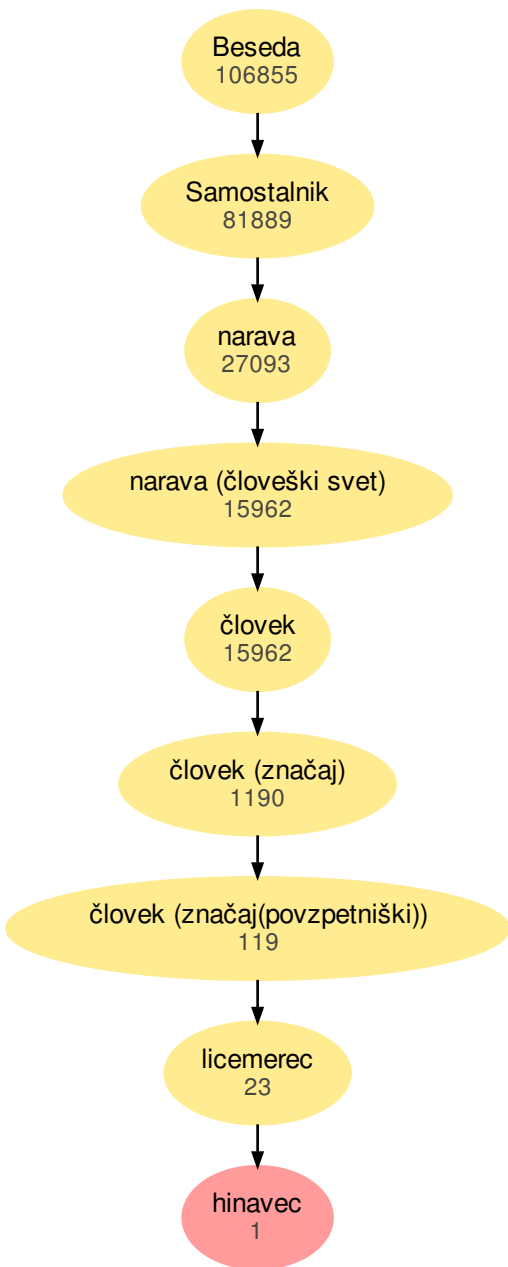 Beseda
106855
Samostalnik
81889
narava
27093
narava (človeški svet)
15962
človek
15962
človek (značaj)
1190
človek (značaj(povzpetniški))
119
licemerec
23
hinavec
1